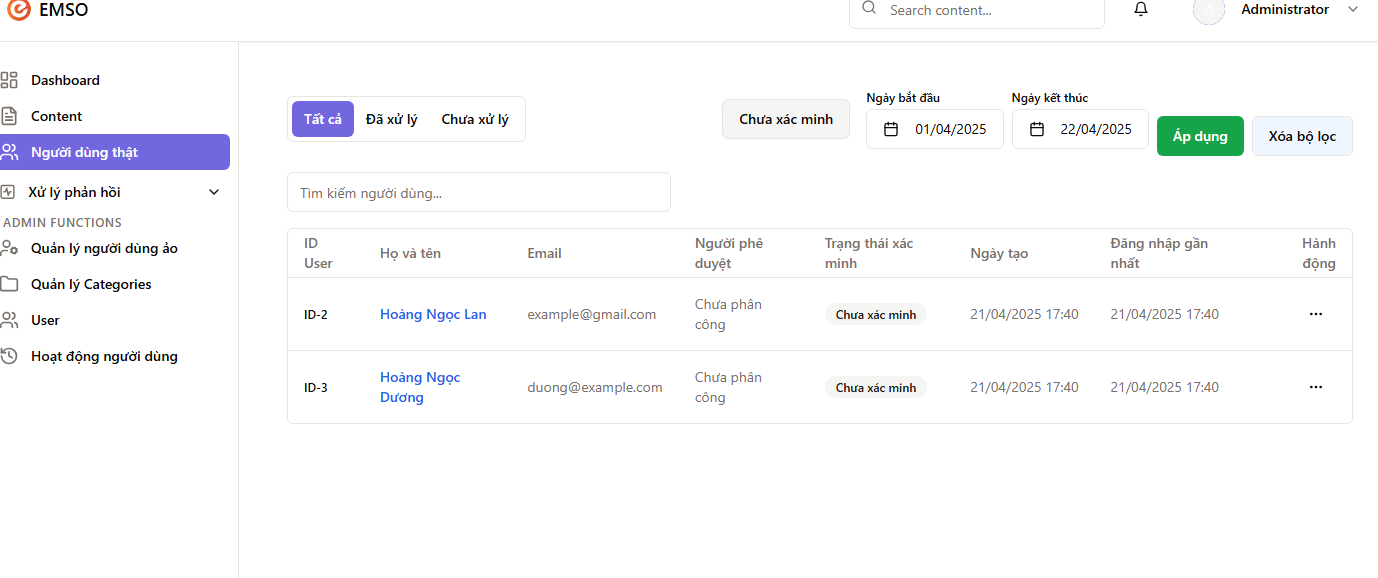 EMSO
Search content...
Administrator
Dashboard
Content
Người dùng thật
Xử lý phản hồi
ADMIN FUNCTIONS
Quản lý người dùng ảo
Quản lý Categories
User
Hoạt động người dùng
Tất cả Đã xử lý Chưa xử lý
Chưa xác minh
Ngày bắt đầu
01/04/2025
Ngày kết thúc
22/04/2025
Áp dụng
Xóa bộ lọc
Tìm kiếm người dùng...
ID
User
Họ và tên
Email
Người phê
duyệt
Trạng thái xác
minh
Ngày tạo
Đăng nhập gần
nhất
Hành
động
ID-2
Hoàng Ngọc Lan
example@gmail.com
Chưa phân
công
Chưa xác minh
21/04/2025 17:40
21/04/2025 17:40
ID-3
Hoàng Ngọc
Dương
duong@example.com
Chưa phân
công
Chưa xác minh
21/04/2025 17:40
21/04/2025 17:40